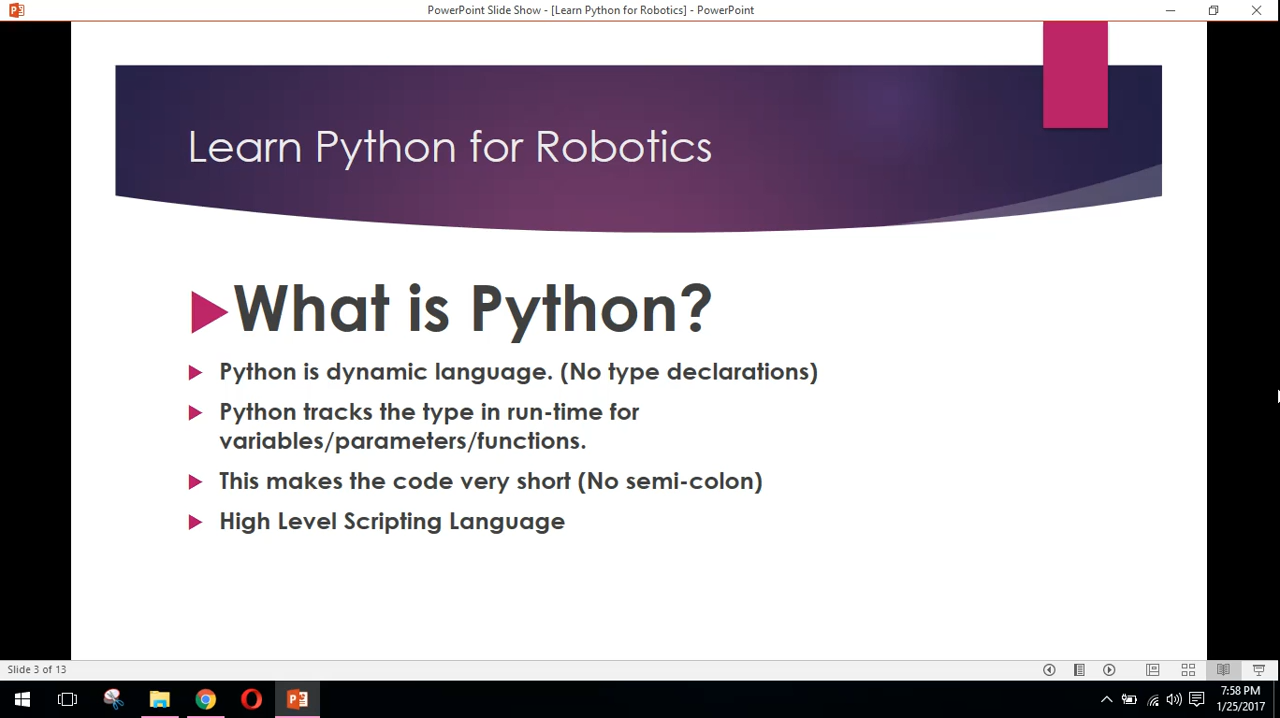 PowerPoint Slide Show - [Learn Python for Robotics] - PowerPoint
Learn Python for Robotics
What is Python?
Python is dynamic language. (No type declarations)
Python tracks the type in run-time for
variables/parameters/functions.
This makes the code very short (No semi-colon)
High Level Scripting Language
Slide 3 of 13
7:58 PM
1/25/2017